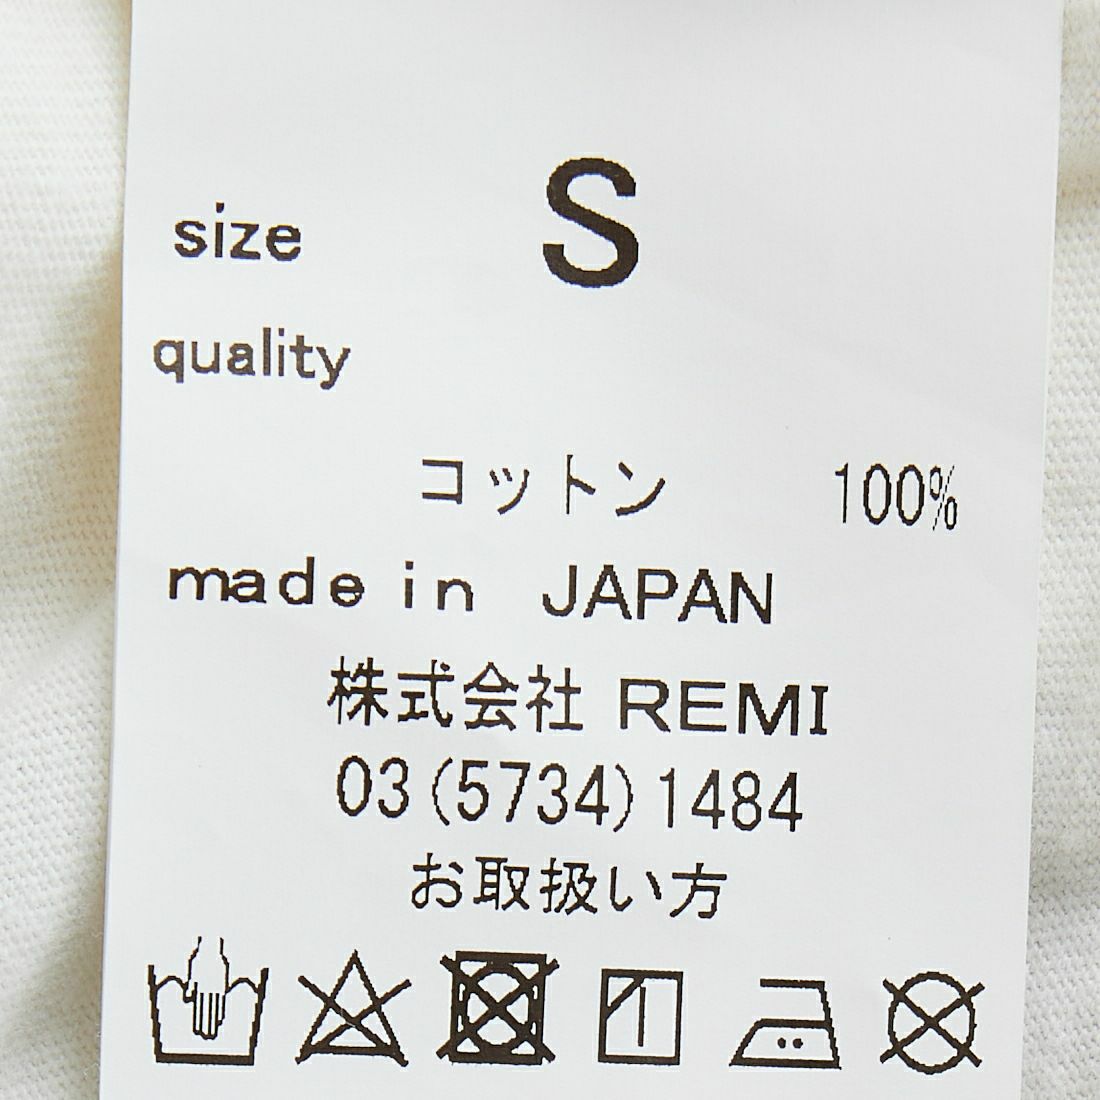 size S
quality
コットン 100%
made in JAPAN
株式会社 REMI
03(5734)1484
お取扱い方